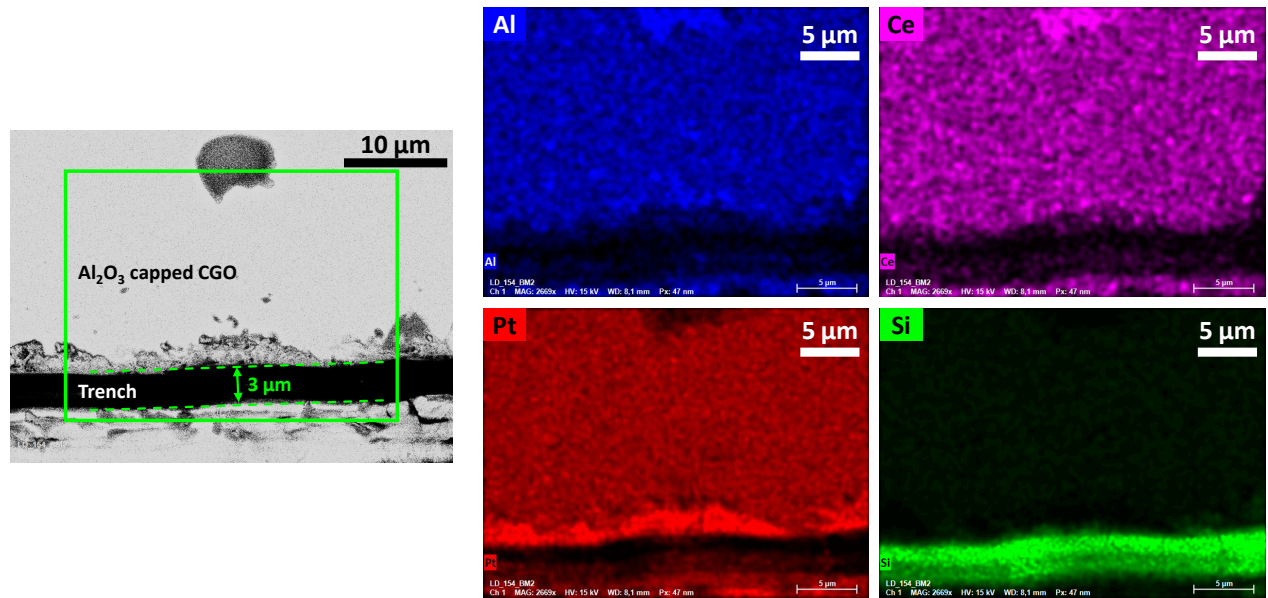 10 μm
Al₂O₃ capped CGO
Trench
3 μm
Al
5 μm
Al
LD_154_BM2
Ch 1 MAG: 2669x HV: 15 kV WD: 8,1 mm Px: 47 nm
5 μm
Ce
5 μm
Ce
LD_154_BM2
Ch 1 MAG: 2669x HV: 15 kV WD: 8,1 mm Px: 47 nm
5 μm
Pt
5 μm
Pt
LD_154_BM2
Ch 1 MAG: 2669x HV: 15 kV WD: 8,1 mm Px: 47 nm
5 μm
Si
5 μm
Si
LD_154_BM2
Ch 1 MAG: 2669x HV: 15 kV WD: 8,1 mm Px: 47 nm
5 μm